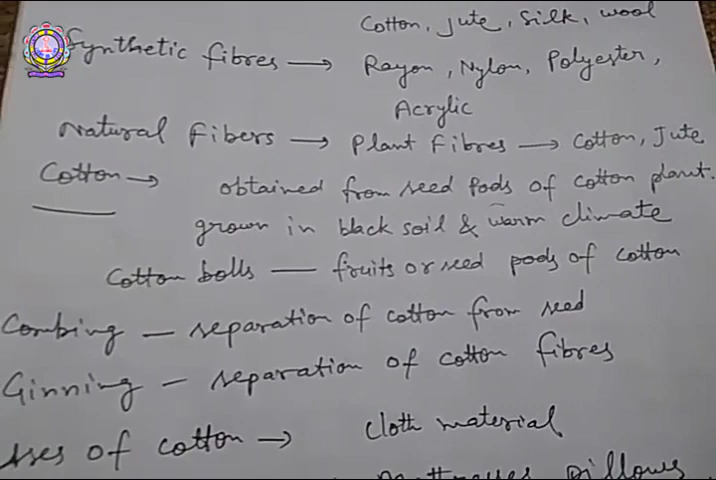 Cotton, Jute, Silk, wool
Synthetic fibres → Rayon, Nylon, Polyester,
Acrylic
Natural Fibers → Plant Fibres → Cotton, Jute
Cotton → obtained from seed pods of cotton plant.
grown in black soil & warm climate
Cotton bolls — fruits or seed pods of cotton
Combing — separation of cotton from seed
Ginning — separation of cotton fibres
uses of cotton → cloth material
pillows